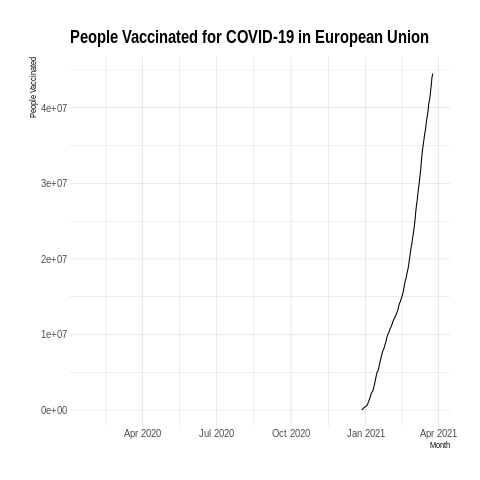 People Vaccinated for COVID-19 in European Union
People Vaccinated
4e+07
3e+07
2e+07
1e+07
0e+00
Apr 2020 Jul 2020 Oct 2020 Jan 2021 Apr 2021
Month